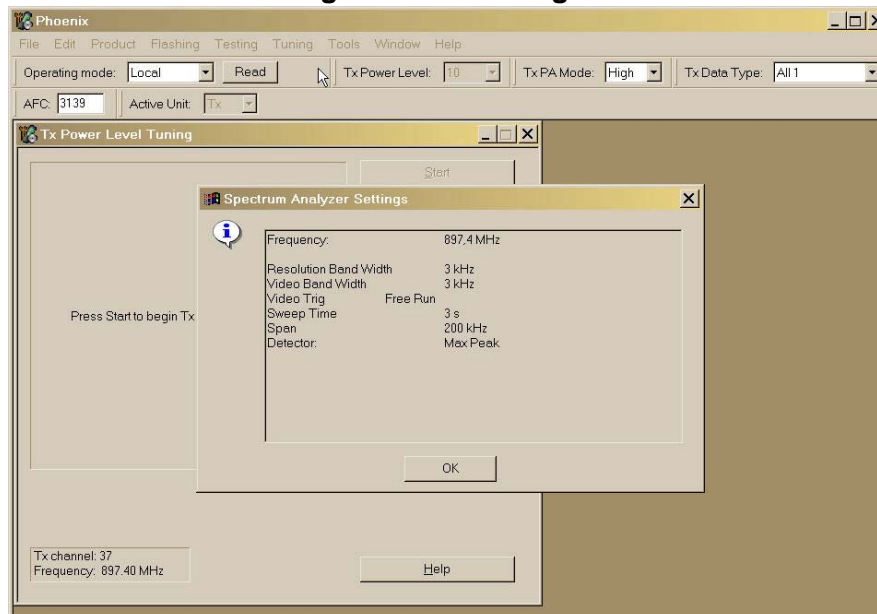 Phoenix
File Edit Product Flashing Testing Tuning Tools Window Help
Operating mode: Local Read Tx Power Level: 10 Tx PA Mode: High Tx Data Type: All 1
AFC: 3139 Active Unit: Tx
Tx Power Level Tuning
Start
Spectrum Analyzer Settings
Frequency: 897,4 MHz
Resolution Band Width 3 kHz
Video Band Width 3 kHz
Video Trig Free Run
Sweep Time 3 s
Span 200 kHz
Detector: Max Peak
Press Start to begin Tx
OK
Tx channel: 37
Frequency: 897.40 MHz
Help